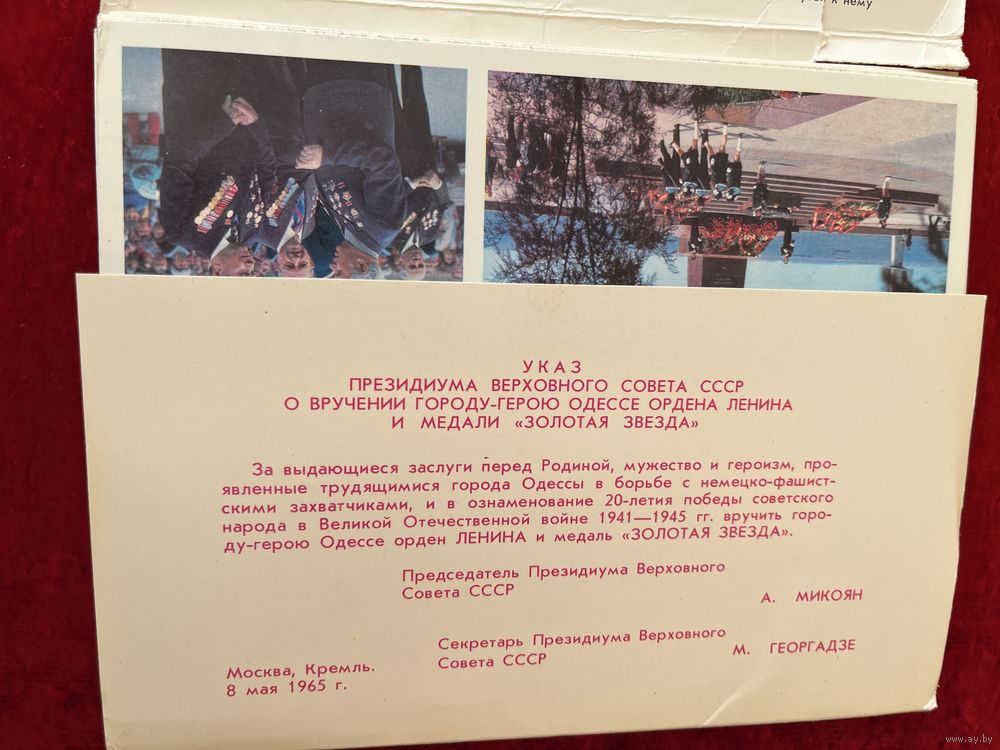 к нему
УКАЗ
ПРЕЗИДИУМА ВЕРХОВНОГО СОВЕТА СССР
О ВРУЧЕНИИ ГОРОДУ-ГЕРОЮ ОДЕССЕ ОРДЕНА ЛЕНИНА
И МЕДАЛИ «ЗОЛОТАЯ ЗВЕЗДА»
За выдающиеся заслуги перед Родиной, мужество и героизм, про-
явленные трудящимися города Одессы в борьбе с немецко-фашист-
скими захватчиками, и в ознаменование 20-летия победы советского
народа в Великой Отечественной войне 1941—1945 гг. вручить горо-
ду-герою Одессе орден ЛЕНИНА и медаль «ЗОЛОТАЯ ЗВЕЗДА».
Председатель Президиума Верховного
Совета СССР
А. МИКОЯН
Секретарь Президиума Верховного
Совета СССР
М. ГЕОРГАДЗЕ
Москва, Кремль.
8 мая 1965 г.
www.ay.by